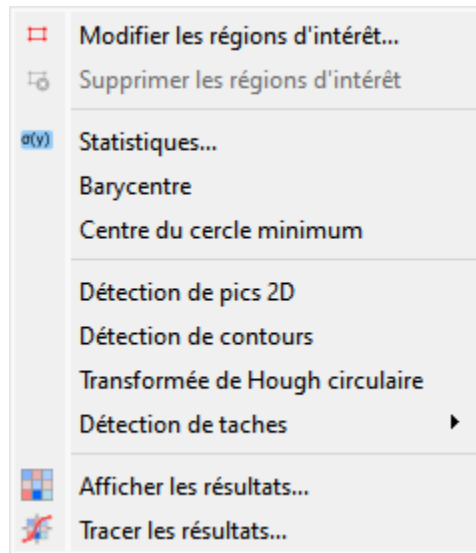 Modifier les régions d'intérêt...
Supprimer les régions d'intérêt
σ(y) Statistiques...
Barycentre
Centre du cercle minimum
Détection de pics 2D
Détection de contours
Transformée de Hough circulaire
Détection de taches
Afficher les résultats...
Tracer les résultats...